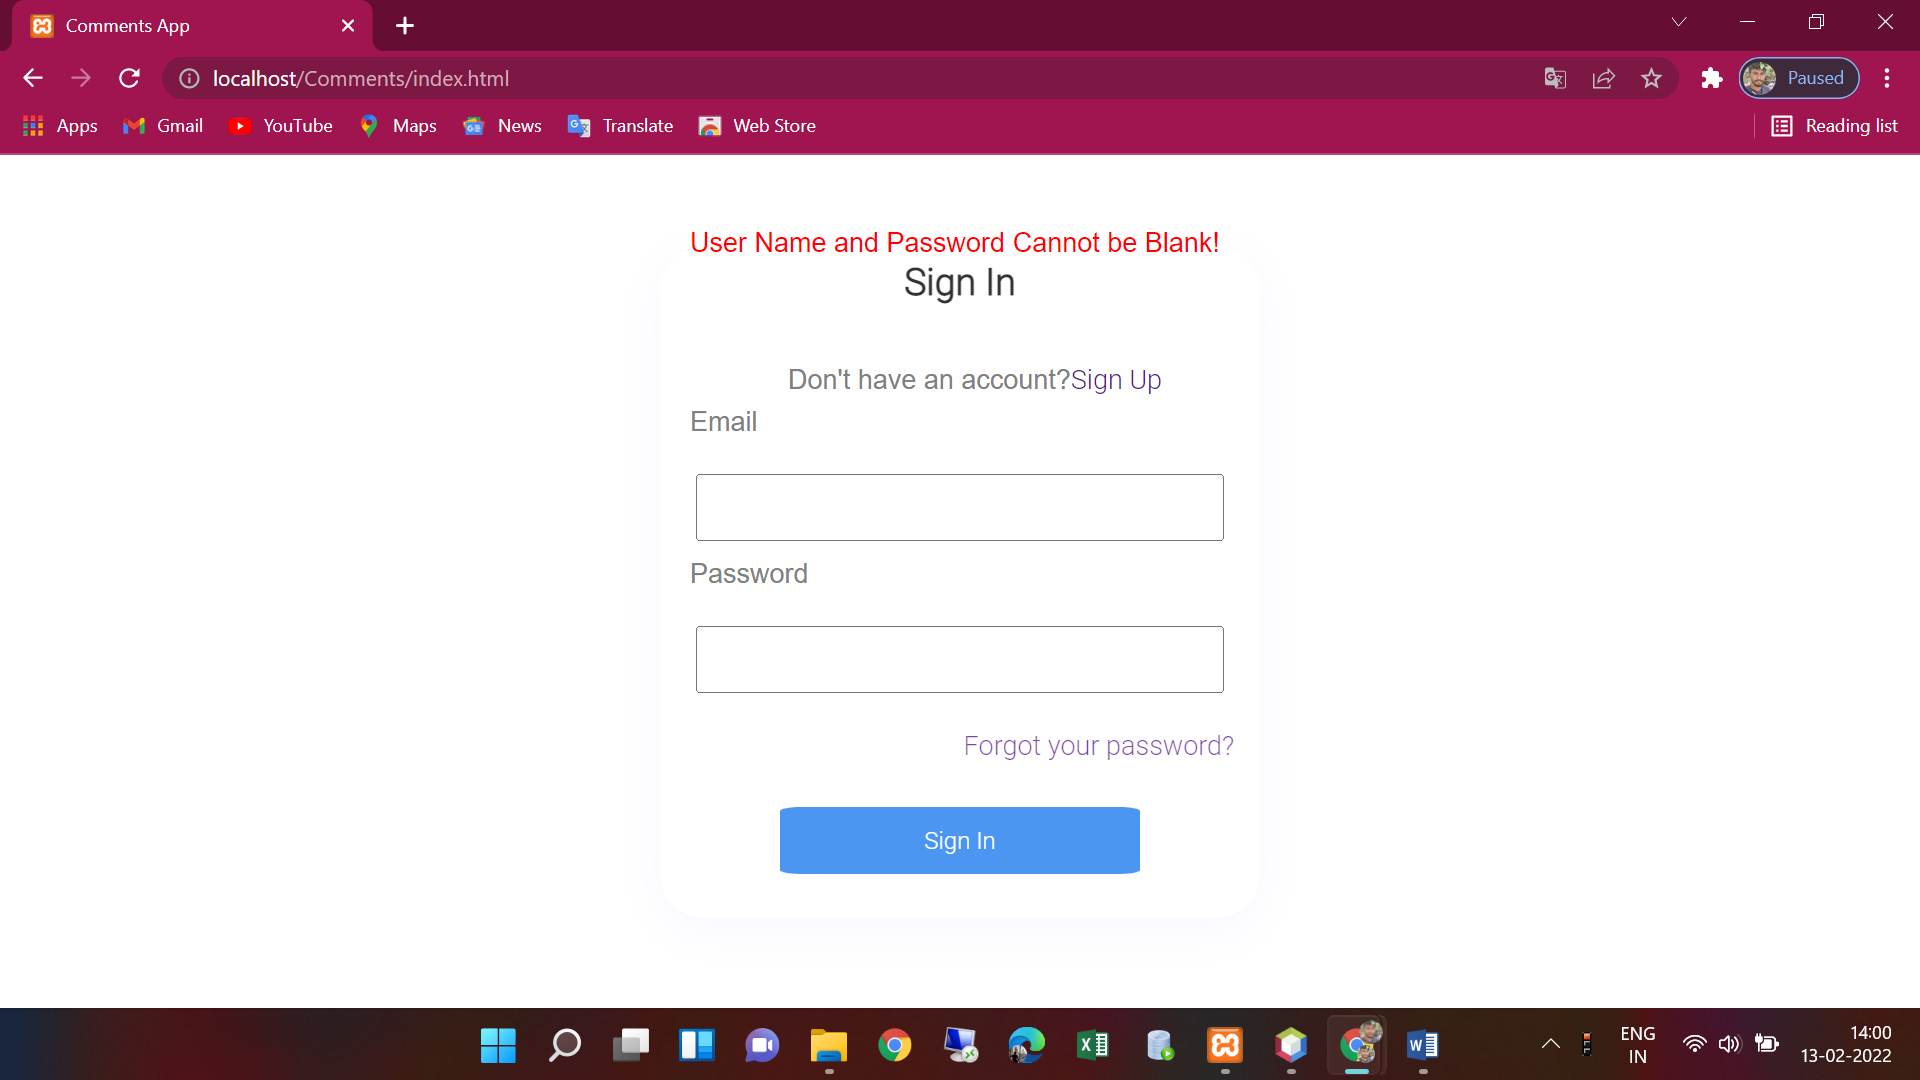 Comments App
localhost/Comments/index.html
Paused
Apps Gmail YouTube Maps News Translate Web Store Reading list
User Name and Password Cannot be Blank!
Sign In
Don't have an account?Sign Up
Email
Password
Forgot your password?
Sign In
ENG
IN
14:00
13-02-2022